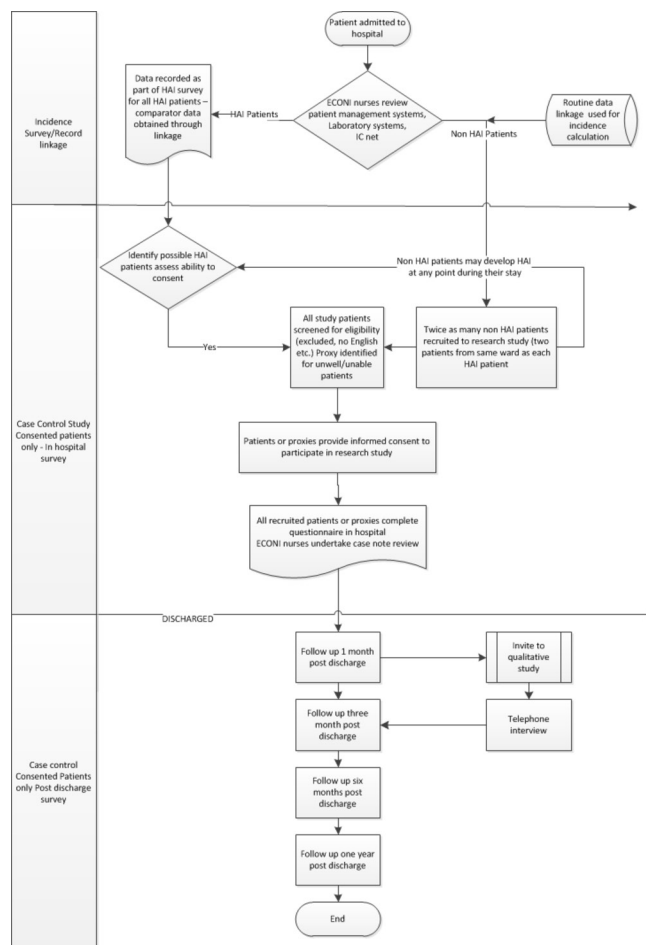 Patient admitted to
hospital
Data recorded as
part of HAI survey
for all HAI patients –
comparator data
obtained through
linkage
HAI Patients
ECONI nurses review
patient management systems,
Laboratory systems,
IC net
Non HAI Patients
Routine data
linkage used for
incidence
calculation
Incidence
Survey/Record
linkage
Identify possible HAI
patients assess ability to
consent
Non HAI patients may develop HAI
at any point during their stay
Yes
All study patients
screened for eligibility
(excluded, no English
etc.) Proxy identified
for unwell/unable
patients
Twice as many non HAI patients
recruited to research study (two
patients from same ward as each
HAI patient
Case Control Study
Consented patients
only - In hospital
survey
Patients or proxies provide informed consent to
participate in research study
All recruited patients or proxies complete
questionnaire in hospital
ECONI nurses undertake case note review
DISCHARGED
Follow up 1 month
post discharge
Invite to
qualitative
study
Follow up three
month post
discharge
Telephone
interview
Case control
Consented Patients
only Post discharge
survey
Follow up six
months post
discharge
Follow up one year
post discharge
End